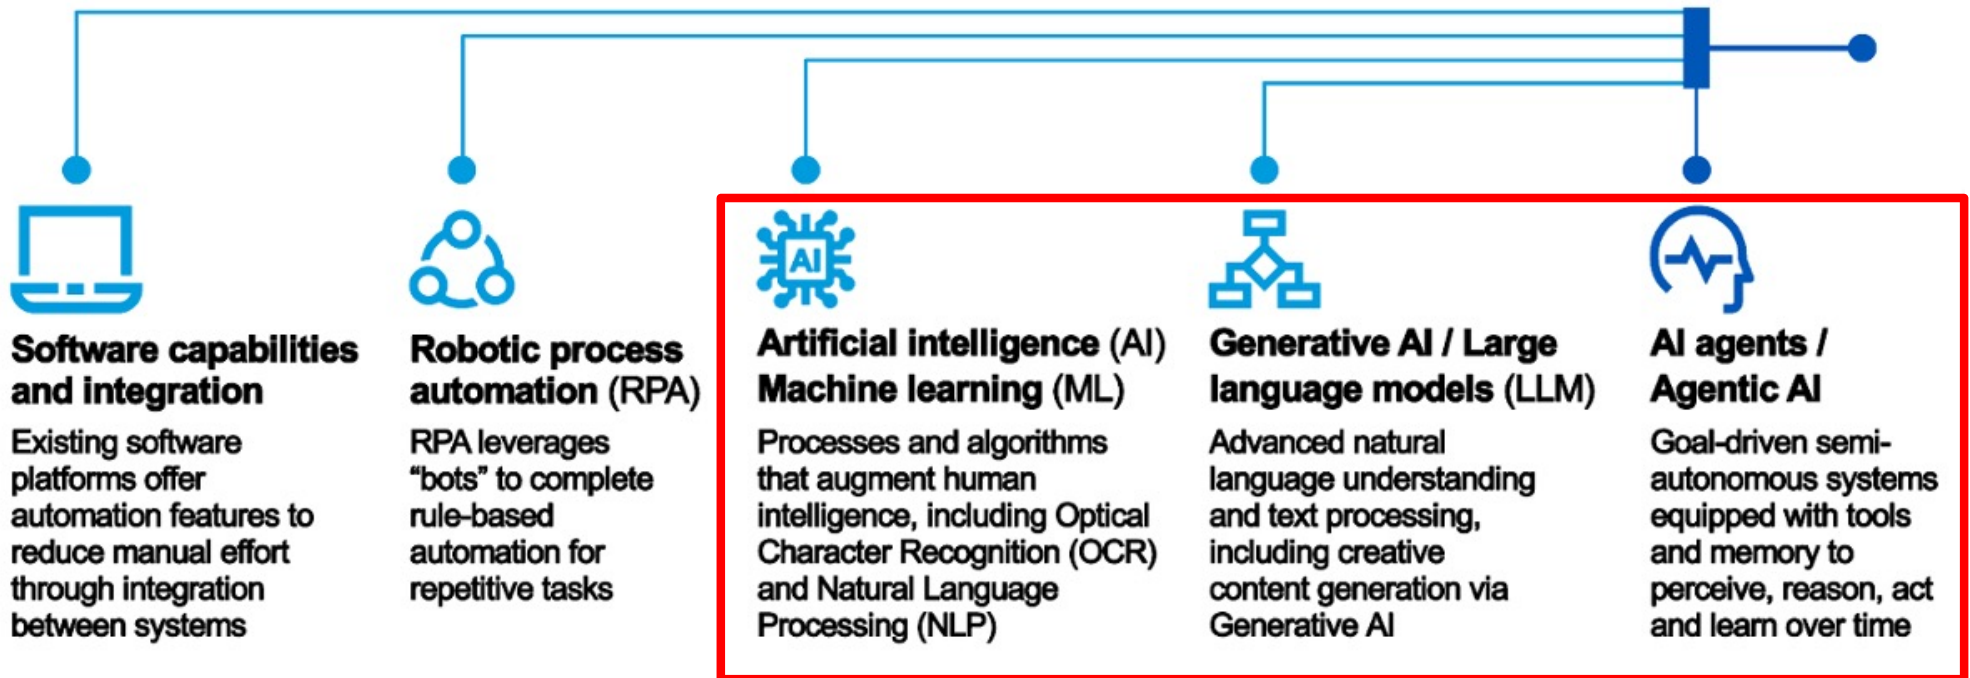 Software capabilities
and integration
Existing software
platforms offer
automation features to
reduce manual effort
through integration
between systems
Robotic process
automation (RPA)
RPA leverages
“bots” to complete
rule-based
automation for
repetitive tasks
AI
Artificial intelligence (AI)
Machine learning (ML)
Processes and algorithms
that augment human
intelligence, including Optical
Character Recognition (OCR)
and Natural Language
Processing (NLP)
Generative AI / Large
language models (LLM)
Advanced natural
language understanding
and text processing,
including creative
content generation via
Generative AI
AI agents /
Agentic AI
Goal-driven semi-
autonomous systems
equipped with tools
and memory to
perceive, reason, act
and learn over time